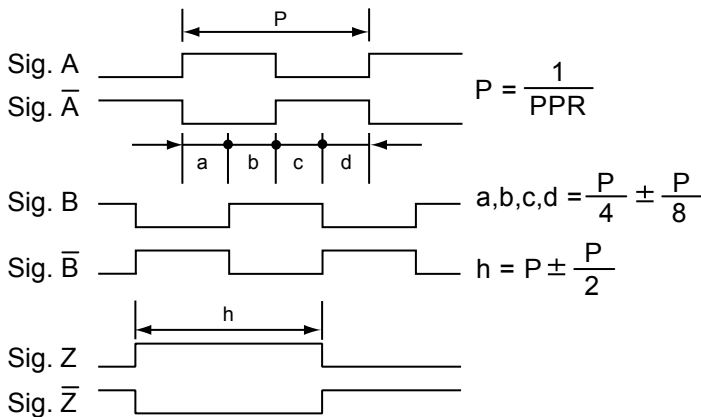 P
Sig. A
Sig. A̅
P = 1/PPR
a b c d
Sig. B
a,b,c,d = P/4 ± P/8
Sig. B̅
h = P ± P/2
h
Sig. Z
Sig. Z̅